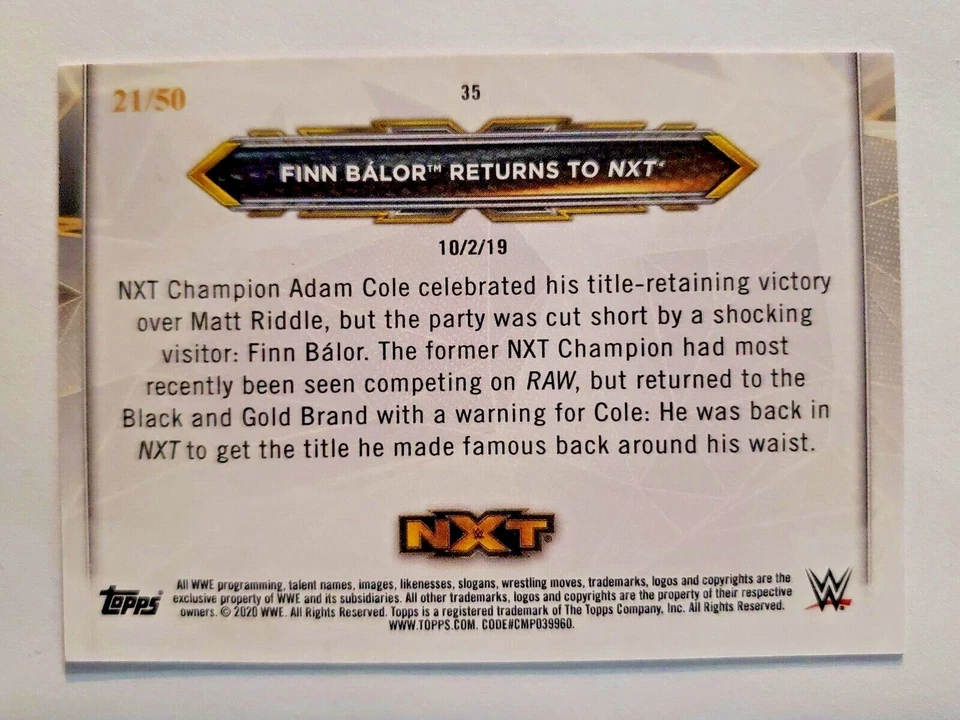 21/50
35
FINN BÁLOR™ RETURNS TO NXT
10/2/19
NXT Champion Adam Cole celebrated his title-retaining victory
over Matt Riddle, but the party was cut short by a shocking
visitor: Finn Bálor. The former NXT Champion had most
recently been seen competing on RAW, but returned to the
Black and Gold Brand with a warning for Cole: He was back in
NXT to get the title he made famous back around his waist.
NXT®
topps®
All WWE programming, talent names, images, likenesses, slogans, wrestling moves, trademarks, logos and copyrights are the
exclusive property of WWE and its subsidiaries. All other trademarks, logos and copyrights are the property of their respective
owners. © 2020 WWE. All Rights Reserved. Topps is a registered trademark of The Topps Company, Inc. All Rights Reserved.
WWW.TOPPS.COM. CODE#CMP039960.
W